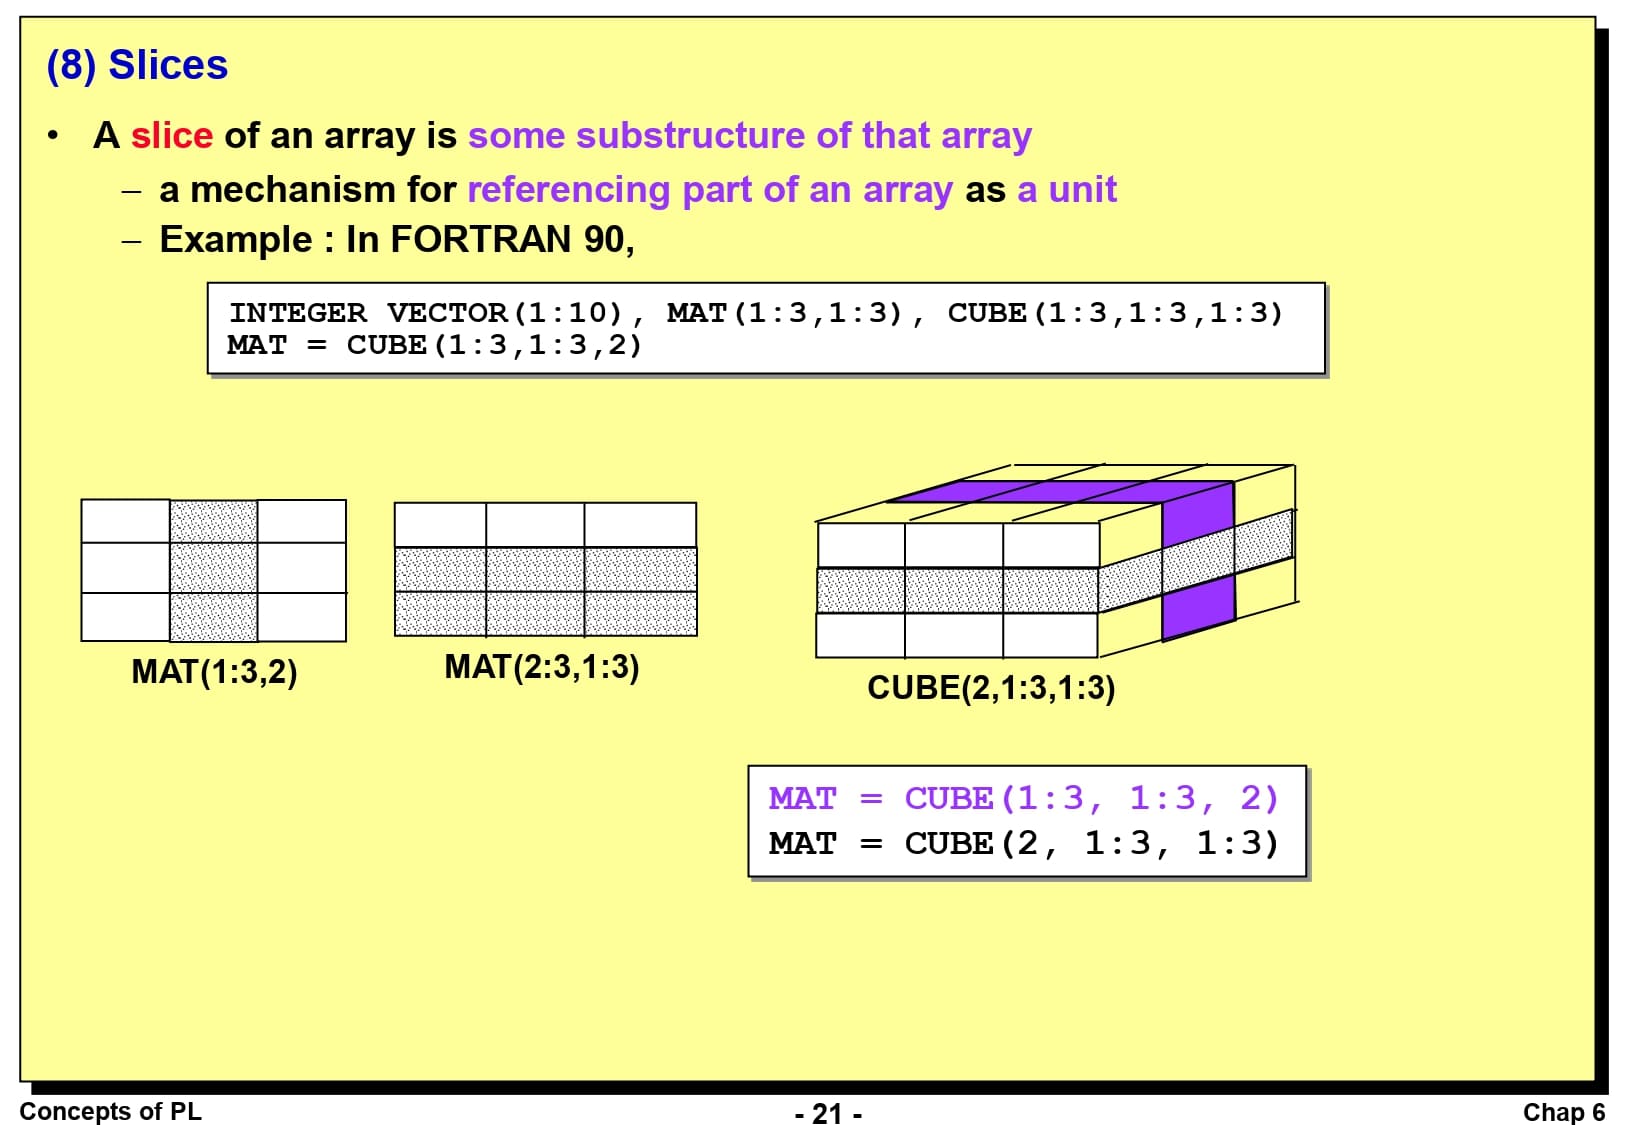 (8) Slices
• A slice of an array is some substructure of that array
– a mechanism for referencing part of an array as a unit
– Example : In FORTRAN 90,
INTEGER VECTOR(1:10), MAT(1:3,1:3), CUBE(1:3,1:3,1:3)
MAT = CUBE(1:3,1:3,2)
MAT(1:3,2)
MAT(2:3,1:3)
CUBE(2,1:3,1:3)
MAT = CUBE(1:3, 1:3, 2)
MAT = CUBE(2, 1:3, 1:3)
Concepts of PL
- 21 -
Chap 6